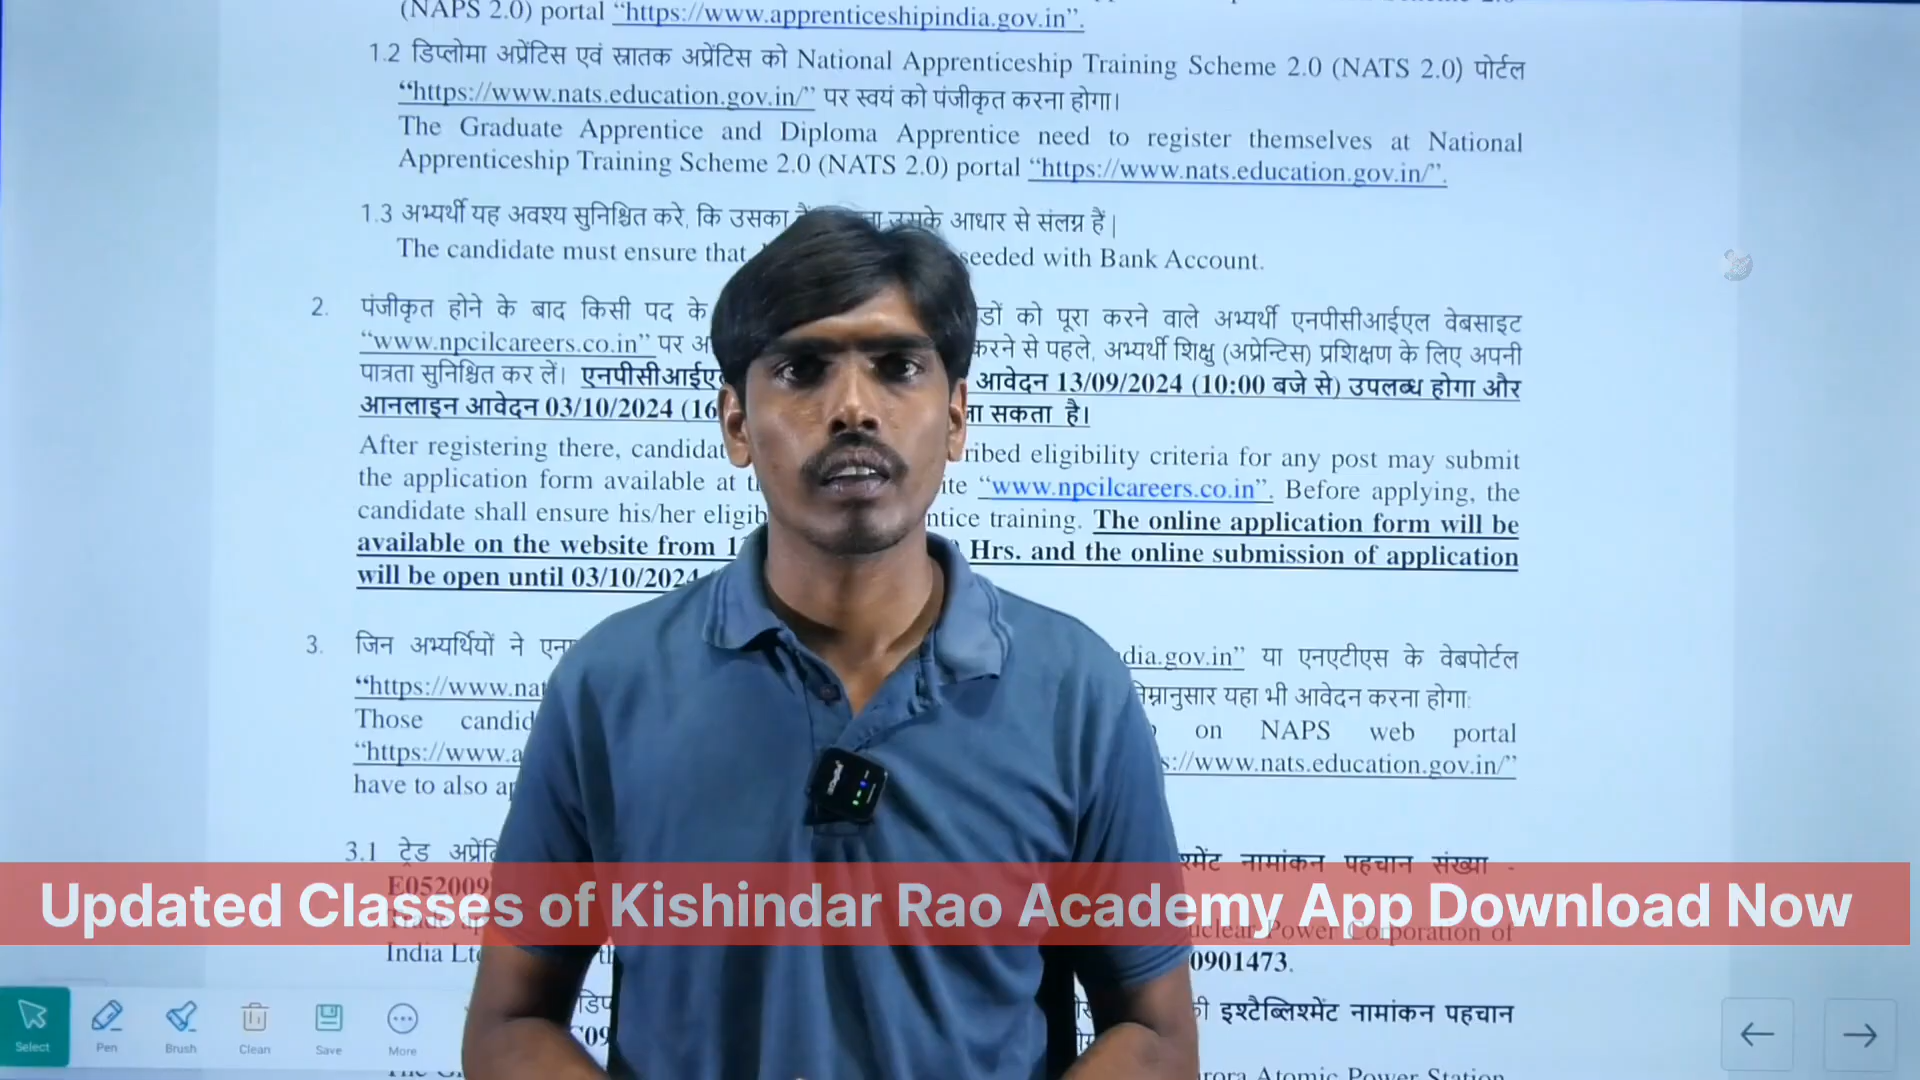 (NAPS 2.0) portal “https://www.apprenticeshipindia.gov.in”.
1.2 डिप्लोमा अप्रेंटिस एवं स्नातक अप्रेंटिस को National Apprenticeship Training Scheme 2.0 (NATS 2.0) पोर्टल
“https://www.nats.education.gov.in/” पर स्वयं को पंजीकृत करना होगा।
The Graduate Apprentice and Diploma Apprentice need to register themselves at National
Apprenticeship Training Scheme 2.0 (NATS 2.0) portal “https://www.nats.education.gov.in/”.
1.3 अभ्यर्थी यह अवश्य सुनिश्चित करे, कि उसका उसके आधार से संलग्न हैं |
The candidate must ensure that seeded with Bank Account.
2. पंजीकृत होने के बाद किसी पद के को पूरा करने वाले अभ्यर्थी एनपीसीआईएल वेबसाइट
“www.npcilcareers.co.in” पर करने से पहले, अभ्यर्थी शिक्षु (अप्रेन्टिस) प्रशिक्षण के लिए अपनी
पात्रता सुनिश्चित कर लें। आवेदन 13/09/2024 (10:00 बजे से) उपलब्ध होगा और
आनलाइन आवेदन 03/10/2024 (16 सकता है।
After registering there, eligibility criteria for any post may submit
the application form available at “www.npcilcareers.co.in”. Before applying, the
candidate shall ensure his/her training. The online application form will be
available on the website from Hrs. and the online submission of application
will be open until 03/10/2024
3. जिन अभ्यर्थियों ने dia.gov.in” या एनएटीएस के वेबपोर्टल
“https://www.nat यहा भी आवेदन करना होगा:
Those on NAPS web portal
“https://www.a s://www.nats.education.gov.in/”
have to also
3.1 ट्रेड नामांकन पहचान संख्या -
E052009
Updated Classes of Kishindar Rao Academy App Download Now
Power Corporation of
India 0901473.
इश्टैब्लिश्मेंट नामांकन पहचान
Atomic Power Station
Select Pen Brush Clean Save More